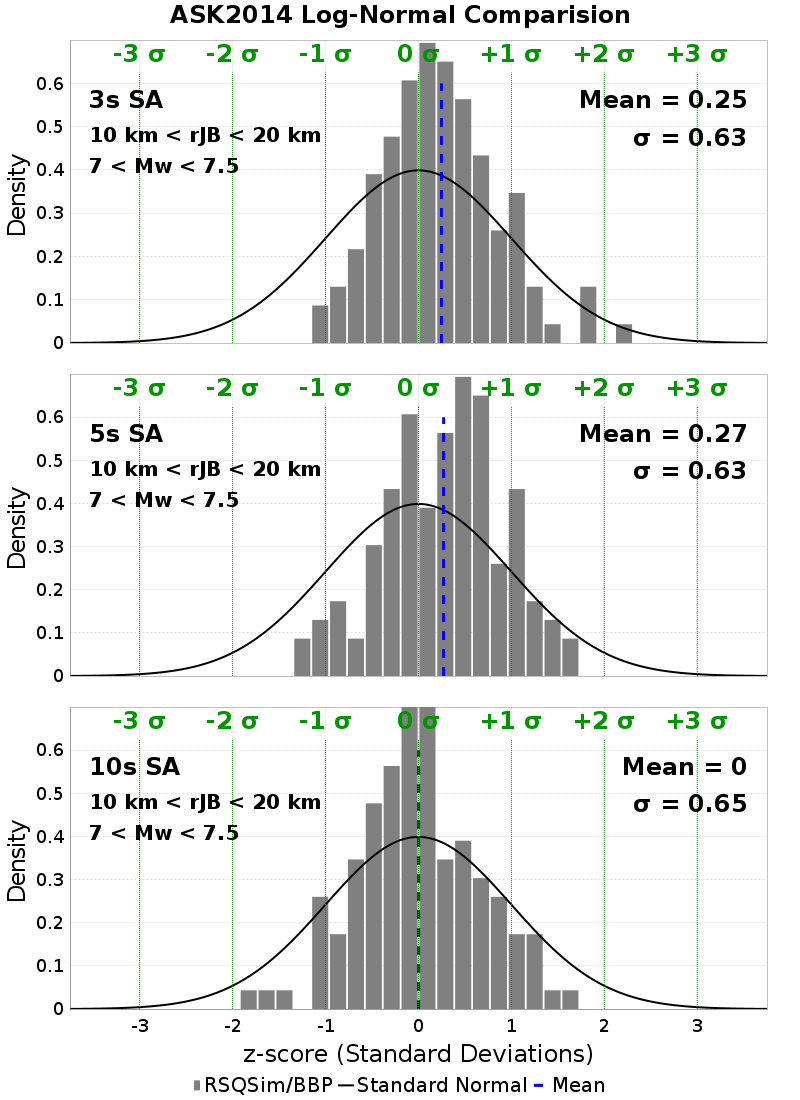 ASK2014 Log-Normal Comparision
-3 σ -2 σ -1 σ 0 σ +1 σ +2 σ +3 σ
0.6
3s SA Mean = 0.25
0.5
10 km < rJB < 20 km σ = 0.63
7 < Mw < 7.5
0.4
0.3
0.2
0.1
0
Density
-3 σ -2 σ -1 σ 0 σ +1 σ +2 σ +3 σ
0.6
5s SA Mean = 0.27
0.5
10 km < rJB < 20 km σ = 0.63
7 < Mw < 7.5
0.4
0.3
0.2
0.1
0
Density
-3 σ -2 σ -1 σ 0 σ +1 σ +2 σ +3 σ
0.6
10s SA Mean = 0
0.5
10 km < rJB < 20 km σ = 0.65
7 < Mw < 7.5
0.4
0.3
0.2
0.1
0
Density
-3 -2 -1 0 1 2 3
z-score (Standard Deviations)
RSQSim/BBP Standard Normal Mean